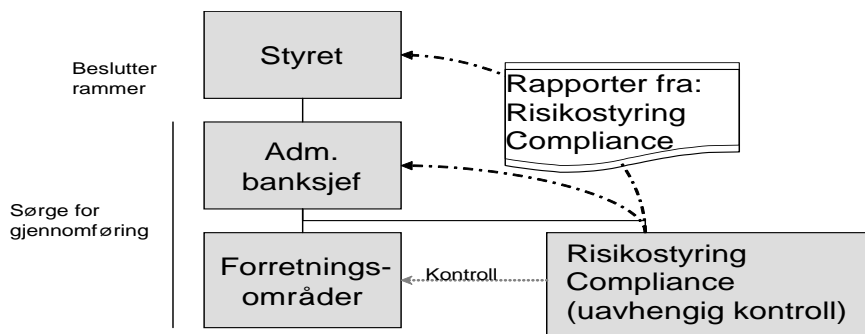 Styret
Beslutter
rammer
Rapporter fra:
Risikostyring
Compliance
Adm.
banksjef
Sørge for
gjennomføring
Forretnings-
områder
Kontroll
Risikostyring
Compliance
(uavhengig kontroll)